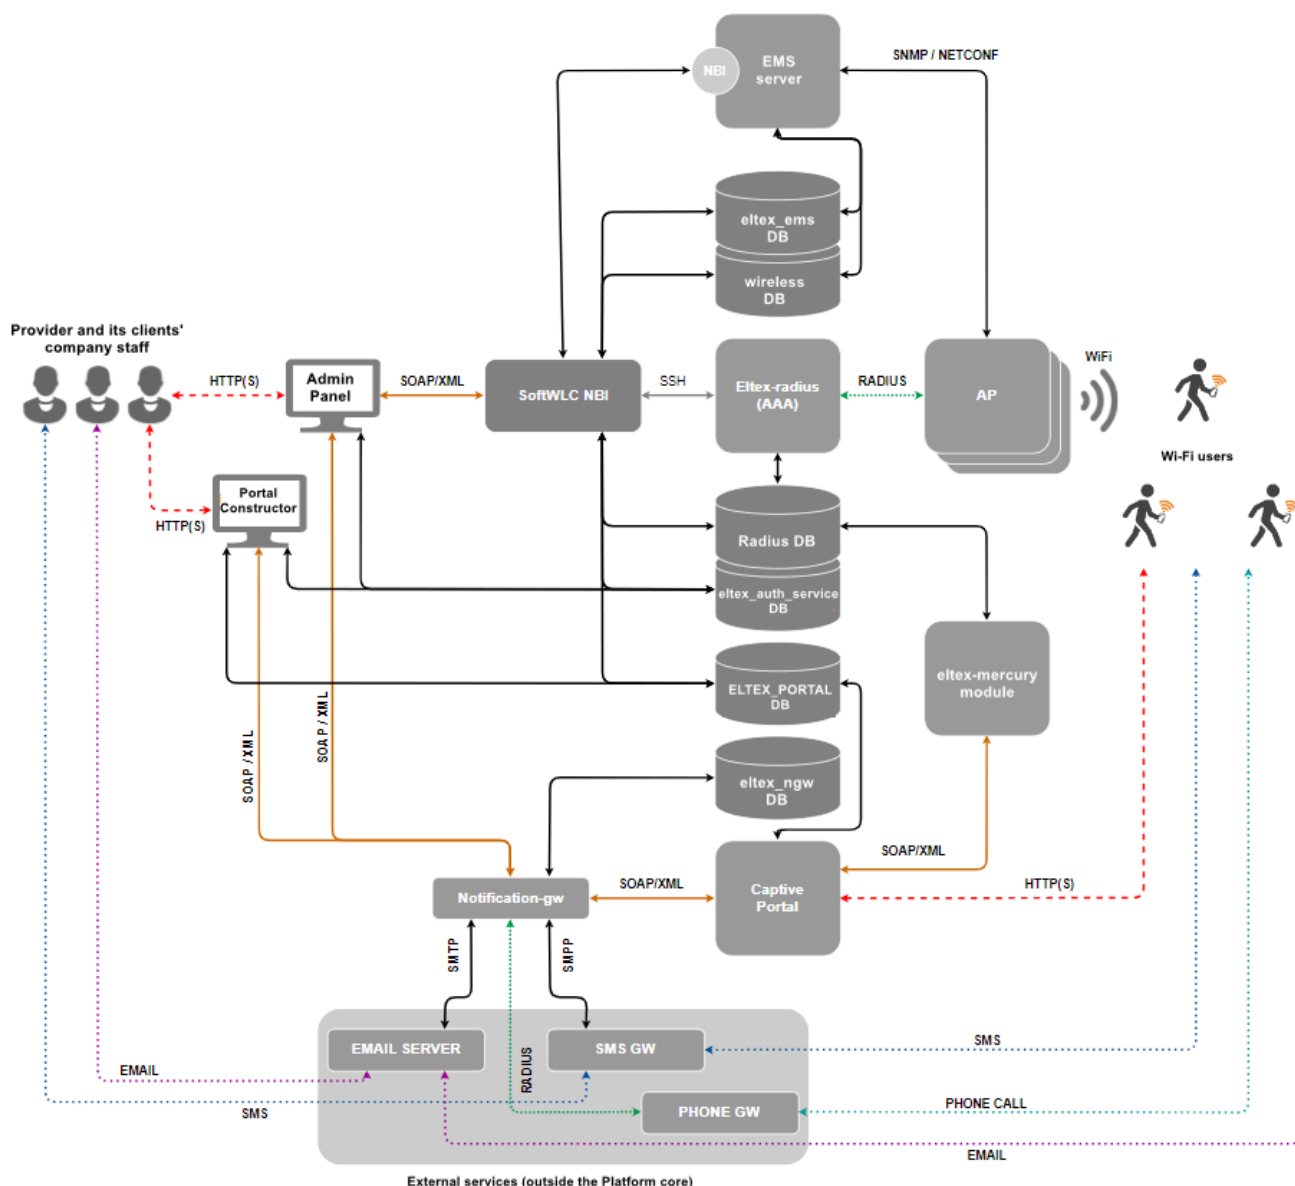 EMS
server
NBI
SNMP / NETCONF
eltex_ems
DB
wireless
DB
Provider and its clients'
company staff
HTTP(S)
Admin
Panel
SOAP/XML
SoftWLC NBI
SSH
Eltex-radius
(AAA)
RADIUS
AP
WiFi
Wi-Fi users
Portal
Constructor
HTTP(S)
Radius DB
eltex_auth_service
DB
ELTEX_PORTAL
DB
eltex-mercury
module
SOAP / XML
SOAP / XML
eltex_ngw
DB
SOAP/XML
Notification-gw
SOAP/XML
Captive
Portal
HTTP(S)
SMTP
SMPP
EMAIL SERVER
SMS GW
SMS
RADIUS
EMAIL
SMS
PHONE GW
PHONE CALL
EMAIL
External services (outside the Platform core)